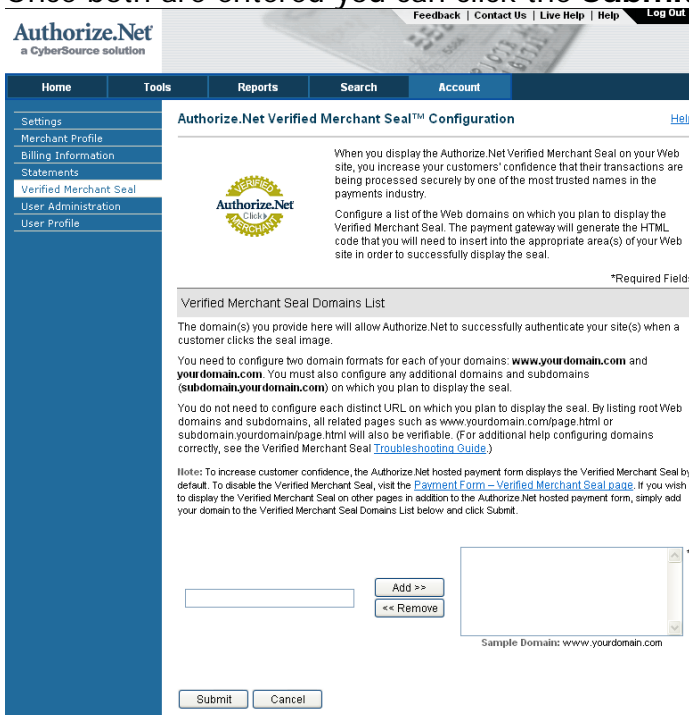 Once both are entered you can click the Submit
Feedback | Contact Us | Live Help | Help Log Out
Authorize.Net
a CyberSource solution
Home Tools Reports Search Account
Settings
Merchant Profile
Billing Information
Statements
Verified Merchant Seal
User Administration
User Profile
Authorize.Net Verified Merchant Seal™ Configuration Help
VERIFIED
Authorize.Net
Click
MERCHANT
When you display the Authorize.Net Verified Merchant Seal on your Web
site, you increase your customers' confidence that their transactions are
being processed securely by one of the most trusted names in the
payments industry.
Configure a list of the Web domains on which you plan to display the
Verified Merchant Seal. The payment gateway will generate the HTML
code that you will need to insert into the appropriate area(s) of your Web
site in order to successfully display the seal.
*Required Fields
Verified Merchant Seal Domains List
The domain(s) you provide here will allow Authorize.Net to successfully authenticate your site(s) when a
customer clicks the seal image.
You need to configure two domain formats for each of your domains: www.yourdomain.com and
yourdomain.com. You must also configure any additional domains and subdomains
(subdomain.yourdomain.com) on which you plan to display the seal.
You do not need to configure each distinct URL on which you plan to display the seal. By listing root Web
domains and subdomains, all related pages such as www.yourdomain.com/page.html or
subdomain.yourdomain/page.html will also be verifiable. (For additional help configuring domains
correctly, see the Verified Merchant Seal Troubleshooting Guide.)
Note: To increase customer confidence, the Authorize.Net hosted payment form displays the Verified Merchant Seal by
default. To disable the Verified Merchant Seal, visit the Payment Form – Verified Merchant Seal page. If you wish
to display the Verified Merchant Seal on other pages in addition to the Authorize.Net hosted payment form, simply add
your domain to the Verified Merchant Seal Domains List below and click Submit.
*
Add >>
<< Remove
Sample Domain: www.yourdomain.com
Submit Cancel